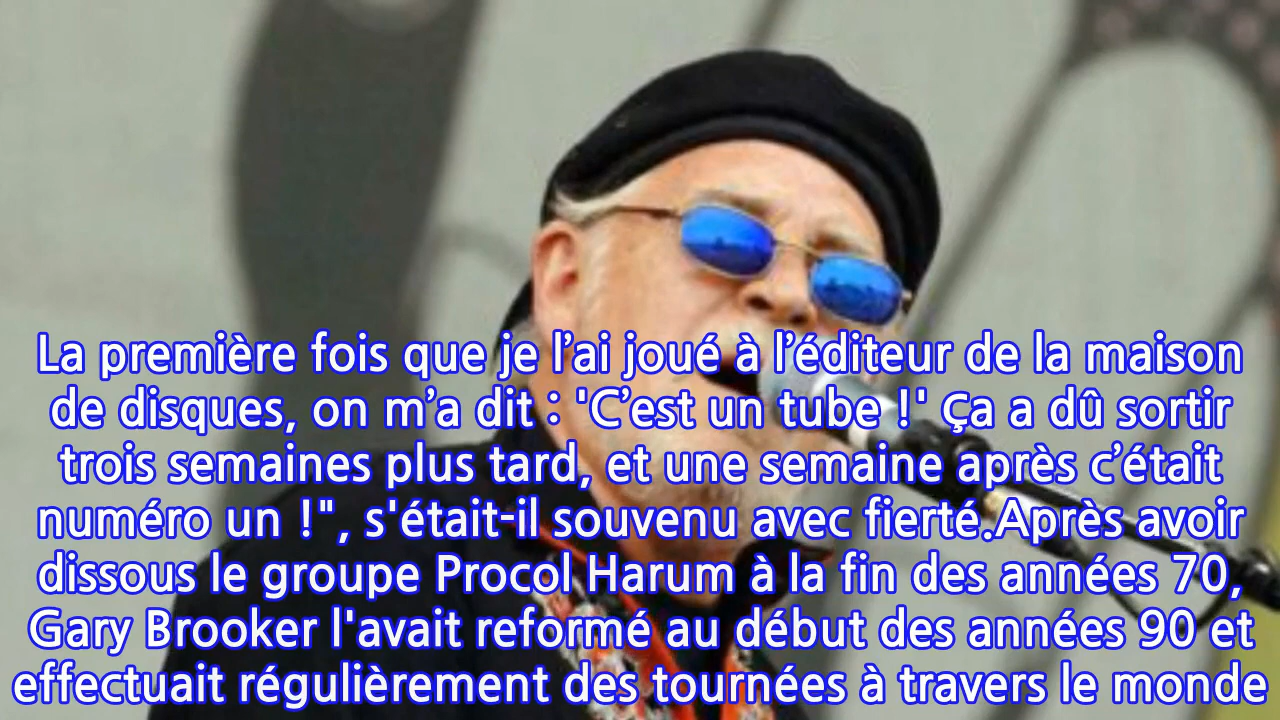 La première fois que je l’ai joué à l’éditeur de la maison
de disques, on m’a dit : 'C’est un tube !' Ça a dû sortir
trois semaines plus tard, et une semaine après c’était
numéro un !", s'était-il souvenu avec fierté.Après avoir
dissous le groupe Procol Harum à la fin des années 70,
Gary Brooker l'avait reformé au début des années 90 et
effectuait régulièrement des tournées à travers le monde